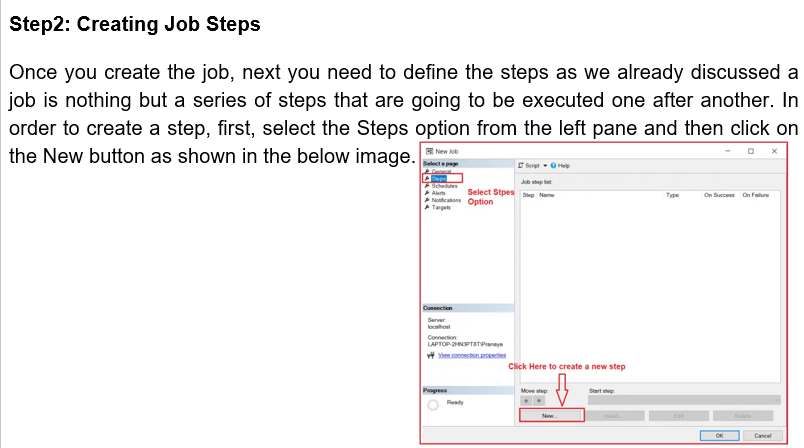 Step2: Creating Job Steps
Once you create the job, next you need to define the steps as we already discussed a
job is nothing but a series of steps that are going to be executed one after another. In
order to create a step, first, select the Steps option from the left pane and then click on
the New button as shown in the below image.
New Job
Select a page
General
Steps
Schedules
Alerts
Notifications
Targets
Select Stpes
Option
Script Help
Job step list:
Step Name Type On Success On Failure
Connection
Server:
localhost
Connection:
LAPTOP-2HN3PT8T\Pranaya
View connection properties
Progress
Ready
Click Here to create a new step
Move step: Start step:
New... Insert... Edit Delete
OK Cancel